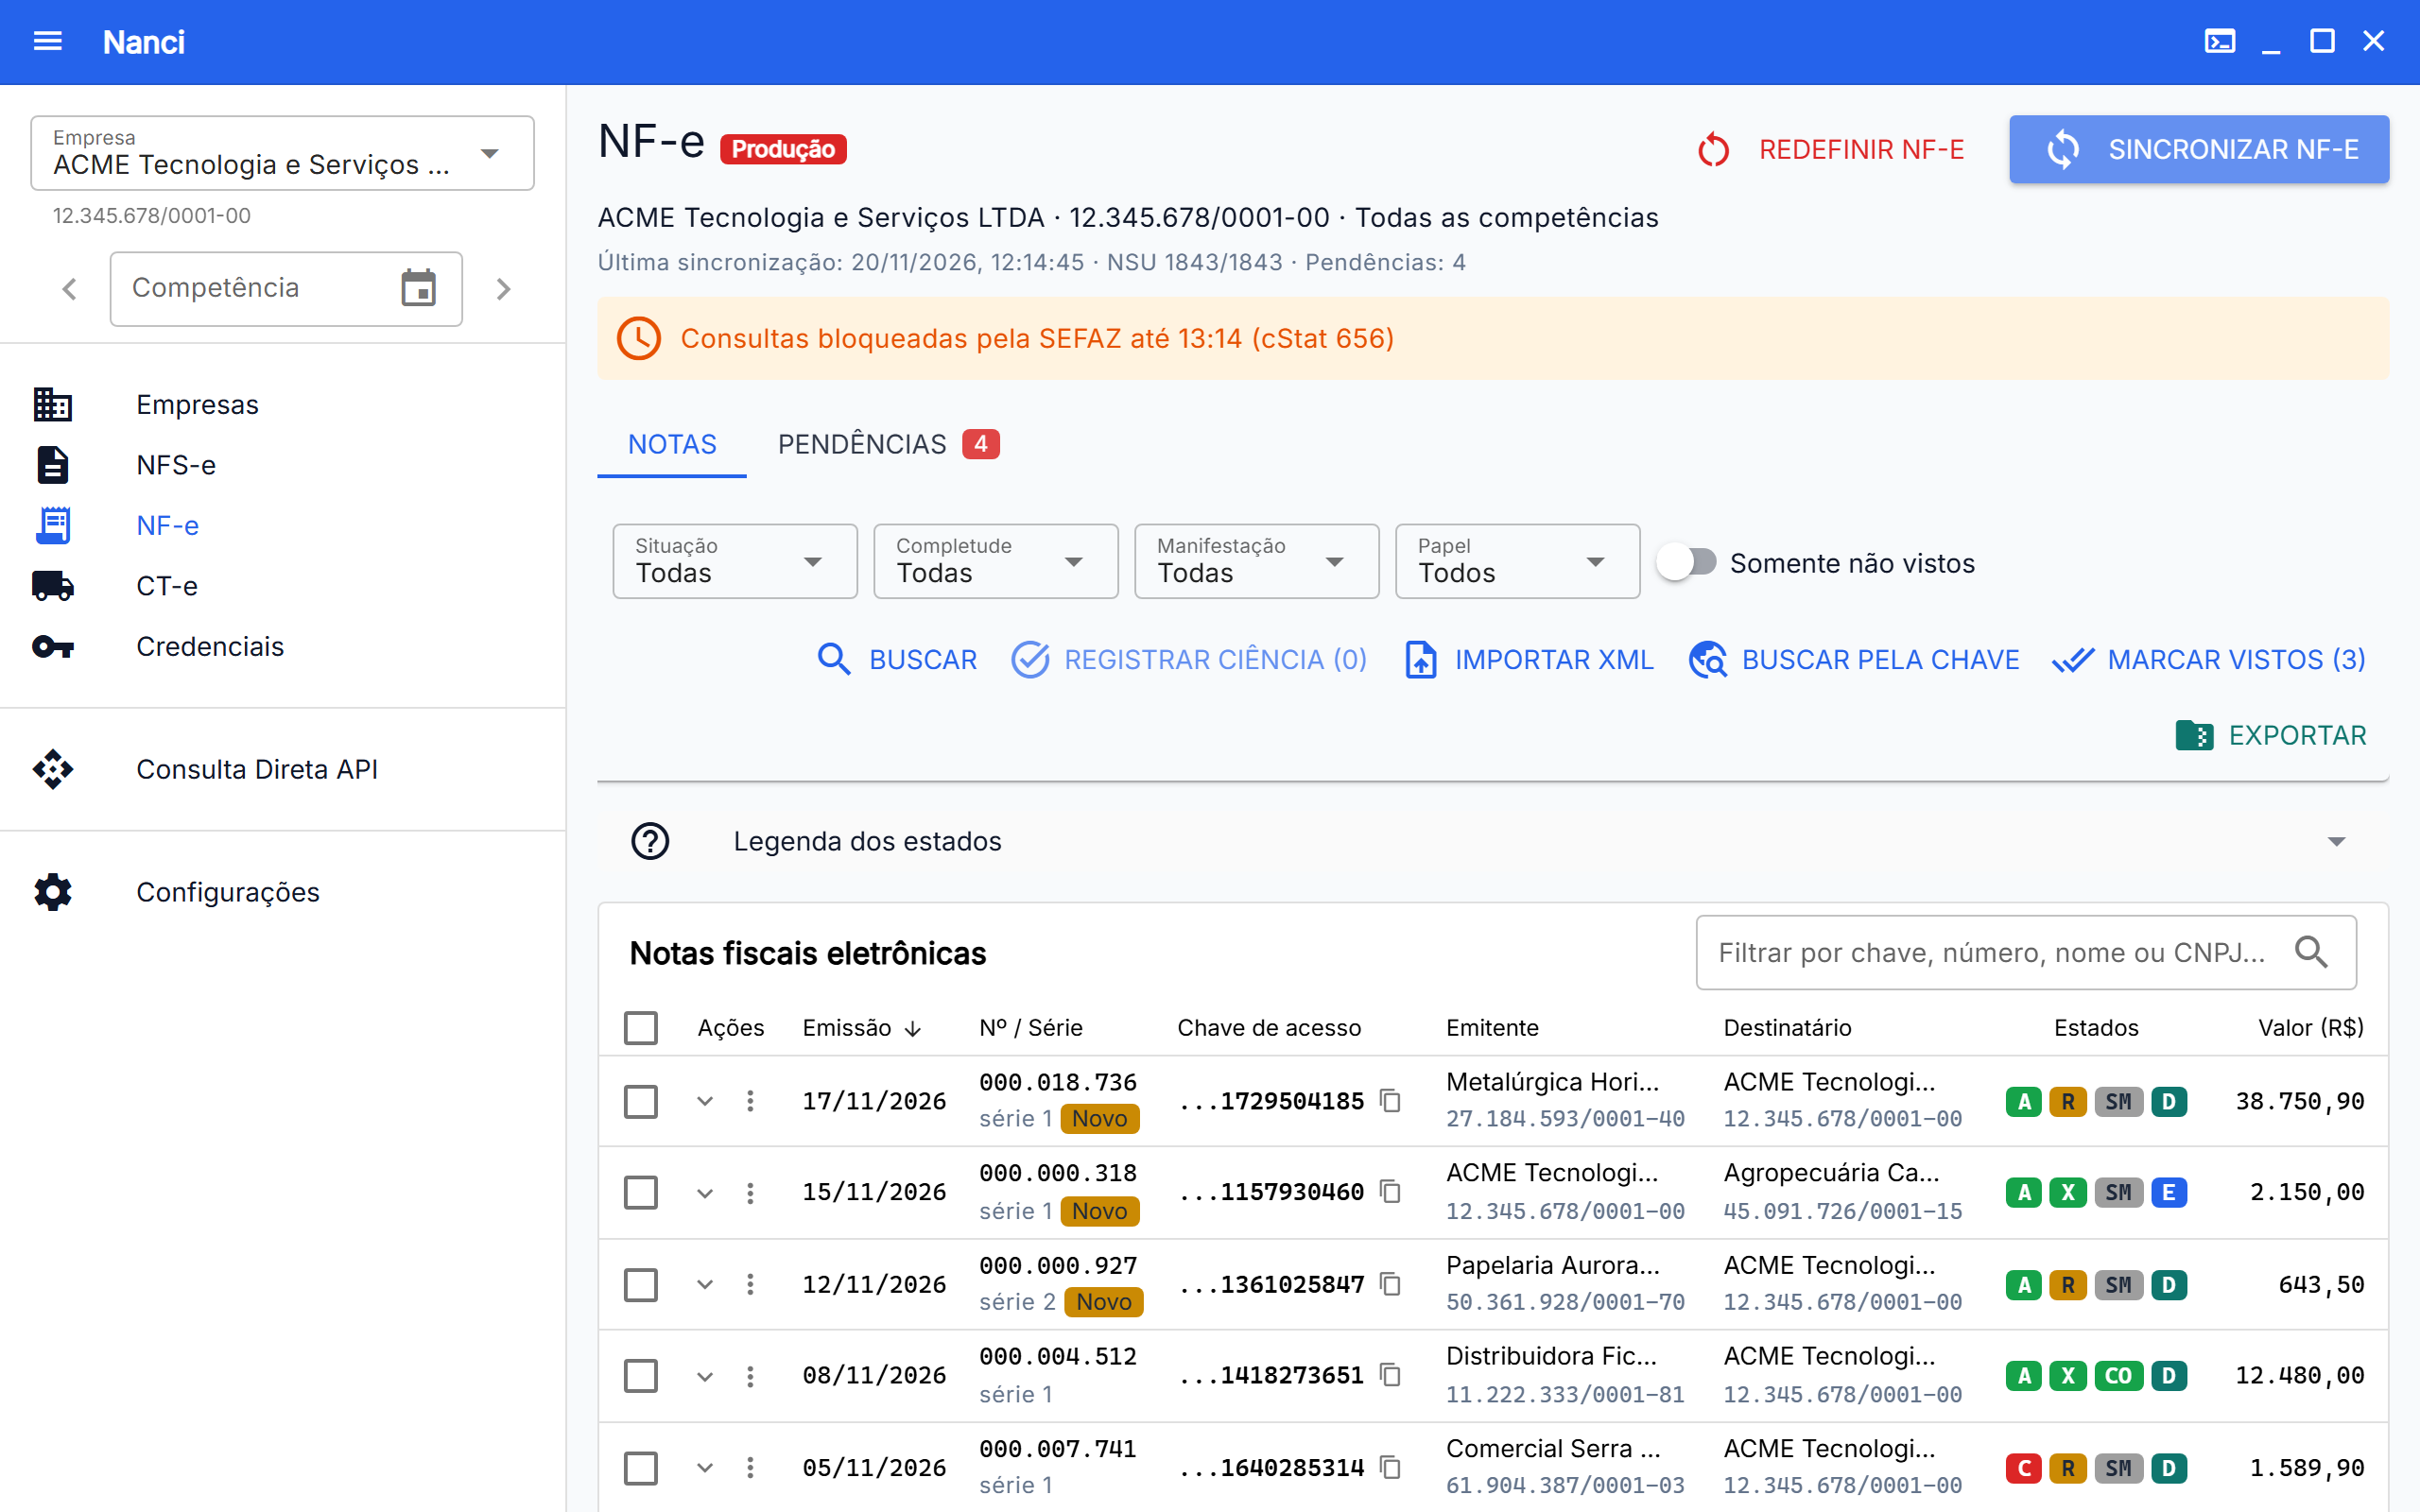 Nanci
Empresa
ACME Tecnologia e Serviços ...
12.345.678/0001-00
Competência
Empresas
NFS-e
NF-e
CT-e
Credenciais
Consulta Direta API
Configurações
NF-e Produção
REDEFINIR NF-E
SINCRONIZAR NF-E
ACME Tecnologia e Serviços LTDA · 12.345.678/0001-00 · Todas as competências
Última sincronização: 20/11/2026, 12:14:45 · NSU 1843/1843 · Pendências: 4
Consultas bloqueadas pela SEFAZ até 13:14 (cStat 656)
NOTAS PENDÊNCIAS 4
Situação Completude Manifestação Papel
Todas Todas Todas Todos Somente não vistos
BUSCAR REGISTRAR CIÊNCIA (0) IMPORTAR XML BUSCAR PELA CHAVE MARCAR VISTOS (3)
EXPORTAR
Legenda dos estados
Notas fiscais eletrônicas
Filtrar por chave, número, nome ou CNPJ...
Ações Emissão Nº / Série Chave de acesso Emitente Destinatário Estados Valor (R$)
000.018.736 Metalúrgica Hori... ACME Tecnologi...
17/11/2026 ...1729504185 A R SM D 38.750,90
série 1 Novo 27.184.593/0001-40 12.345.678/0001-00
000.000.318 ACME Tecnologi... Agropecuária Ca...
15/11/2026 ...1157930460 A X SM E 2.150,00
série 1 Novo 12.345.678/0001-00 45.091.726/0001-15
000.000.927 Papelaria Aurora... ACME Tecnologi...
12/11/2026 ...1361025847 A R SM D 643,50
série 2 Novo 50.361.928/0001-70 12.345.678/0001-00
000.004.512 Distribuidora Fic... ACME Tecnologi...
08/11/2026 ...1418273651 A X CO D 12.480,00
série 1 11.222.333/0001-81 12.345.678/0001-00
000.007.741 Comercial Serra ... ACME Tecnologi...
05/11/2026 ...1640285314 C R SM D 1.589,90
série 1 61.904.387/0001-03 12.345.678/0001-00